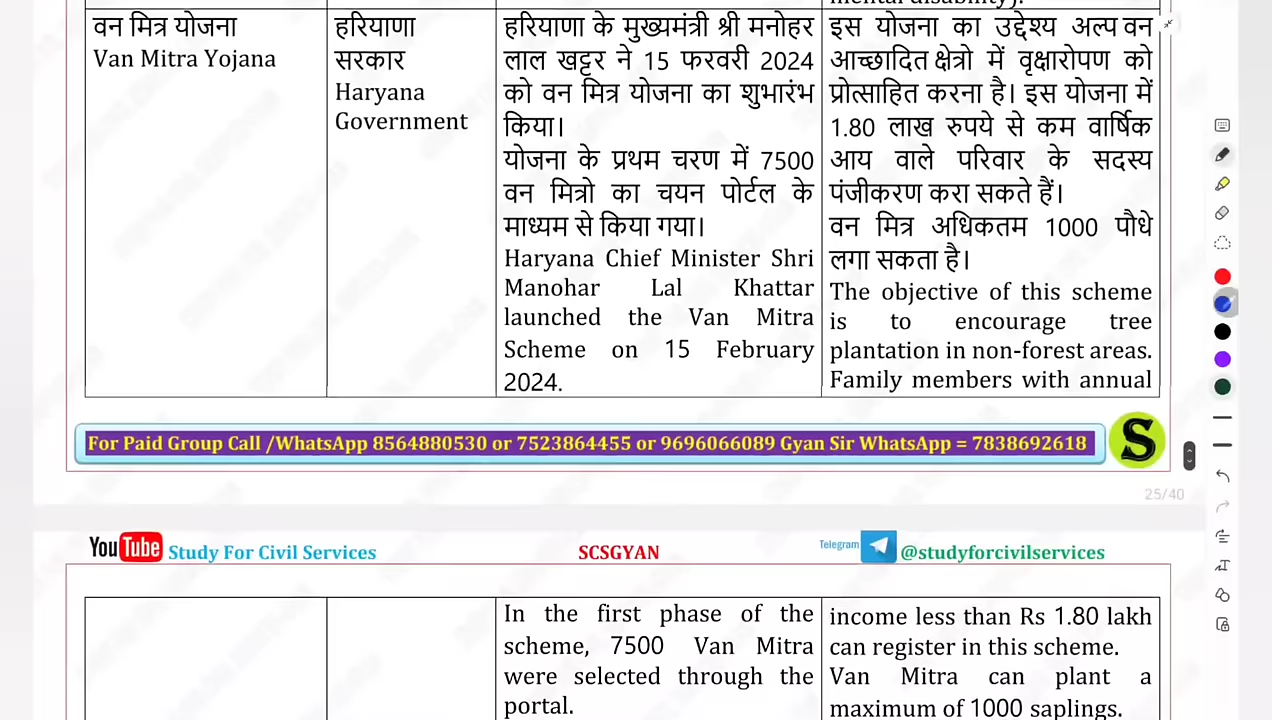 mental disability).
वन मित्र योजना
Van Mitra Yojana
हरियाणा
सरकार
Haryana
Government
हरियाणा के मुख्यमंत्री श्री मनोहर
लाल खट्टर ने 15 फरवरी 2024
को वन मित्र योजना का शुभारंभ
किया।
योजना के प्रथम चरण में 7500
वन मित्रो का चयन पोर्टल के
माध्यम से किया गया।
Haryana Chief Minister Shri
Manohar Lal Khattar
launched the Van Mitra
Scheme on 15 February
2024.
इस योजना का उद्देश्य अल्प वन
आच्छादित क्षेत्रो में वृक्षारोपण को
प्रोत्साहित करना है। इस योजना में
1.80 लाख रुपये से कम वार्षिक
आय वाले परिवार के सदस्य
पंजीकरण करा सकते हैं।
वन मित्र अधिकतम 1000 पौधे
लगा सकता है।
The objective of this scheme
is to encourage tree
plantation in non-forest areas.
Family members with annual
For Paid Group Call /WhatsApp 8564880530 or 7523864455 or 9696066089 Gyan Sir WhatsApp = 7838692618
S
25/40
YouTube Study For Civil Services
SCSGYAN
Telegram @studyforcivilservices
In the first phase of the
scheme, 7500 Van Mitra
were selected through the
portal.
income less than Rs 1.80 lakh
can register in this scheme.
Van Mitra can plant a
maximum of 1000 saplings.